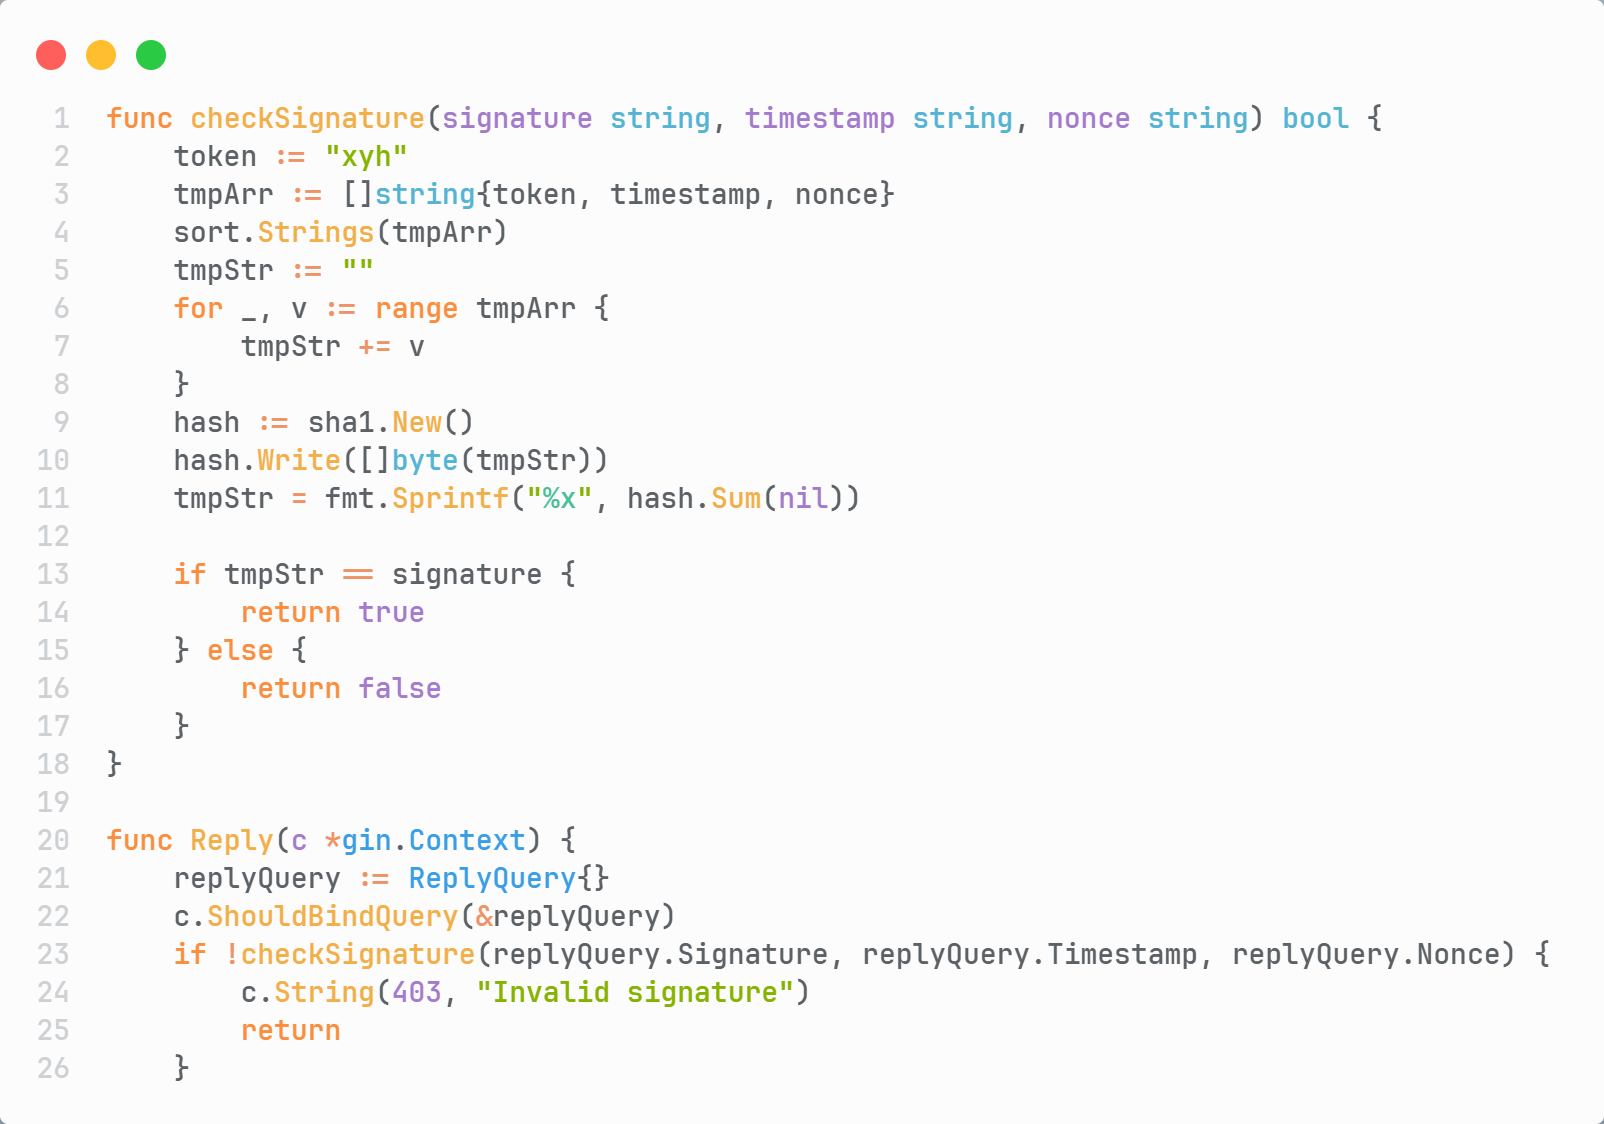 1 func checkSignature(signature string, timestamp string, nonce string) bool {
2     token := "xyh"
3     tmpArr := []string{token, timestamp, nonce}
4     sort.Strings(tmpArr)
5     tmpStr := ""
6     for _, v := range tmpArr {
7         tmpStr += v
8     }
9     hash := sha1.New()
10     hash.Write([]byte(tmpStr))
11     tmpStr = fmt.Sprintf("%x", hash.Sum(nil))
12
13     if tmpStr == signature {
14         return true
15     } else {
16         return false
17     }
18 }
19
20 func Reply(c *gin.Context) {
21     replyQuery := ReplyQuery{}
22     c.ShouldBindQuery(&replyQuery)
23     if !checkSignature(replyQuery.Signature, replyQuery.Timestamp, replyQuery.Nonce) {
24         c.String(403, "Invalid signature")
25         return
26     }